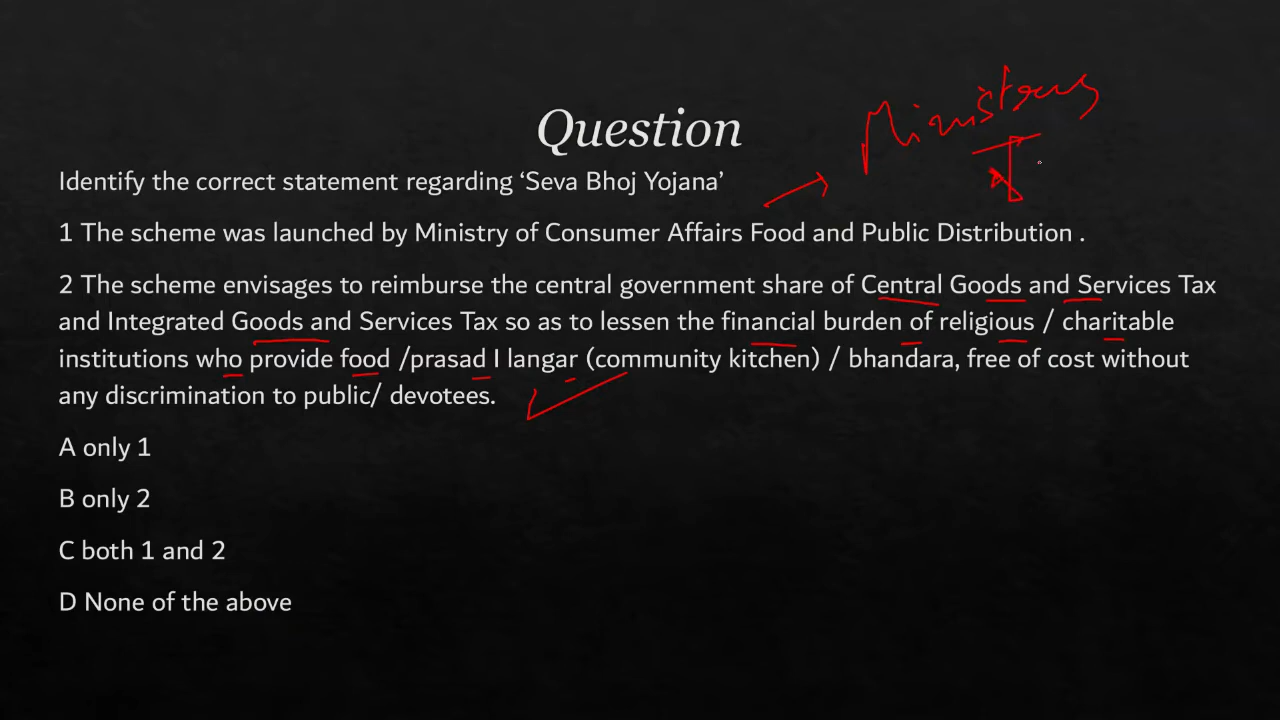 Question
Ministry
Identify the correct statement regarding ‘Seva Bhoj Yojana’
1 The scheme was launched by Ministry of Consumer Affairs Food and Public Distribution .
2 The scheme envisages to reimburse the central government share of Central Goods and Services Tax
and Integrated Goods and Services Tax so as to lessen the financial burden of religious / charitable
institutions who provide food /prasad I langar (community kitchen) / bhandara, free of cost without
any discrimination to public/ devotees.
A only 1
B only 2
C both 1 and 2
D None of the above